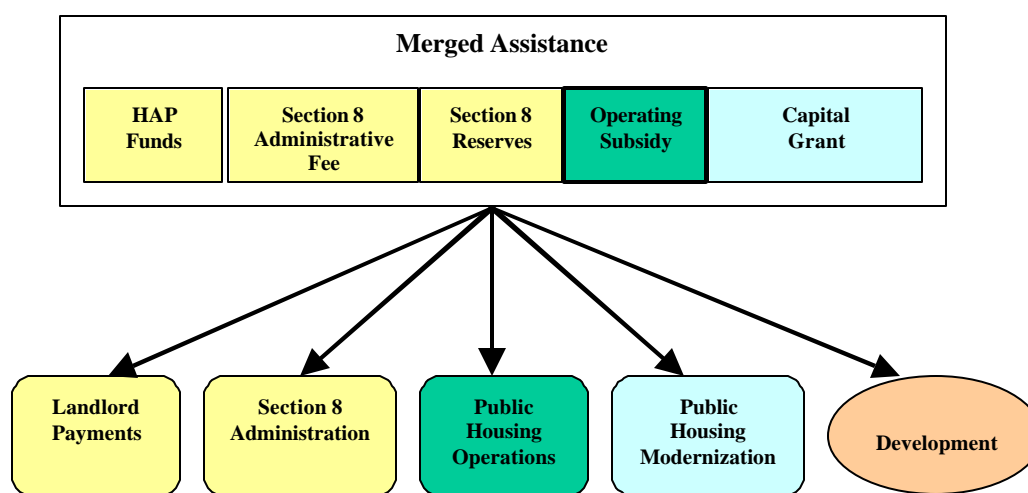 Merged Assistance
HAP
Funds
Section 8
Administrative
Fee
Section 8
Reserves
Operating
Subsidy
Capital
Grant
Landlord
Payments
Section 8
Administration
Public
Housing
Operations
Public
Housing
Modernization
Development